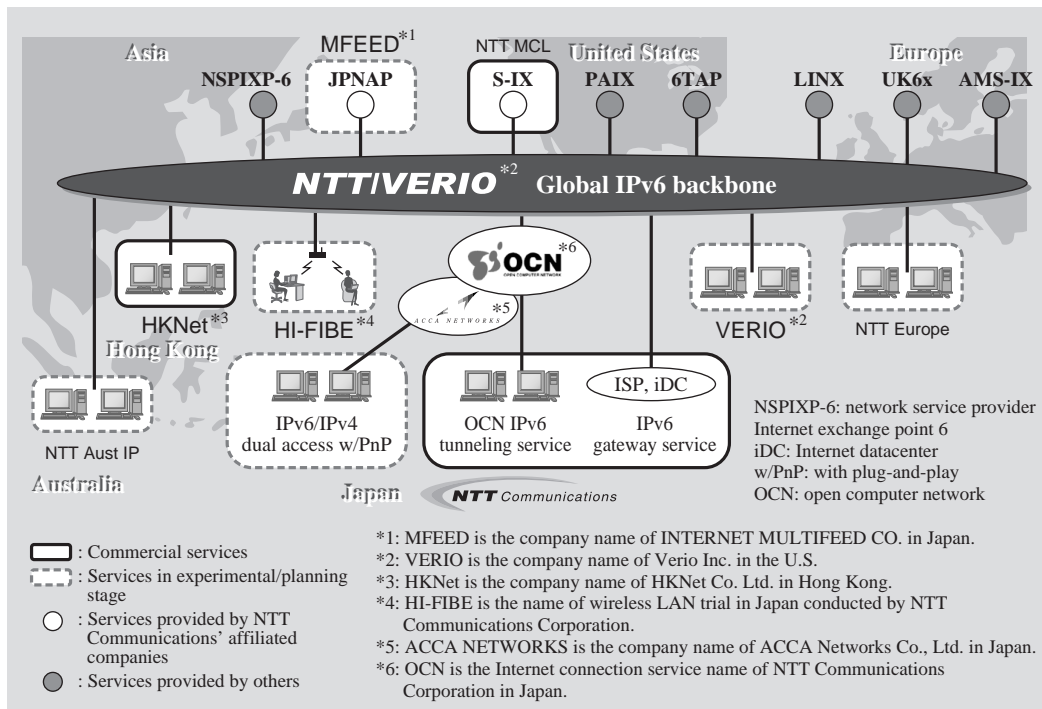 Asia
MFEED*1
NTT MCL
United States
Europe
NSPIXP-6
JPNAP
S-IX
PAIX
6TAP
LINX
UK6x
AMS-IX
NTT/VERIO*2 Global IPv6 backbone
OCN*6
OPEN COMPUTER NETWORK
ACCA NETWORKS
*5
HKNet*3
Hong Kong
HI-FIBE*4
VERIO*2
NTT Europe
NTT Aust IP
Australia
IPv6/IPv4
dual access w/PnP
OCN IPv6
tunneling service
ISP, iDC
IPv6
gateway service
Japan
NTT Communications
NSPIXP-6: network service provider
Internet exchange point 6
iDC: Internet datacenter
w/PnP: with plug-and-play
OCN: open computer network
: Commercial services
: Services in experimental/planning
stage
: Services provided by NTT
Communications' affiliated
companies
: Services provided by others
*1: MFEED is the company name of INTERNET MULTIFEED CO. in Japan.
*2: VERIO is the company name of Verio Inc. in the U.S.
*3: HKNet is the company name of HKNet Co. Ltd. in Hong Kong.
*4: HI-FIBE is the name of wireless LAN trial in Japan conducted by NTT
Communications Corporation.
*5: ACCA NETWORKS is the company name of ACCA Networks Co., Ltd. in Japan.
*6: OCN is the Internet connection service name of NTT Communications
Corporation in Japan.